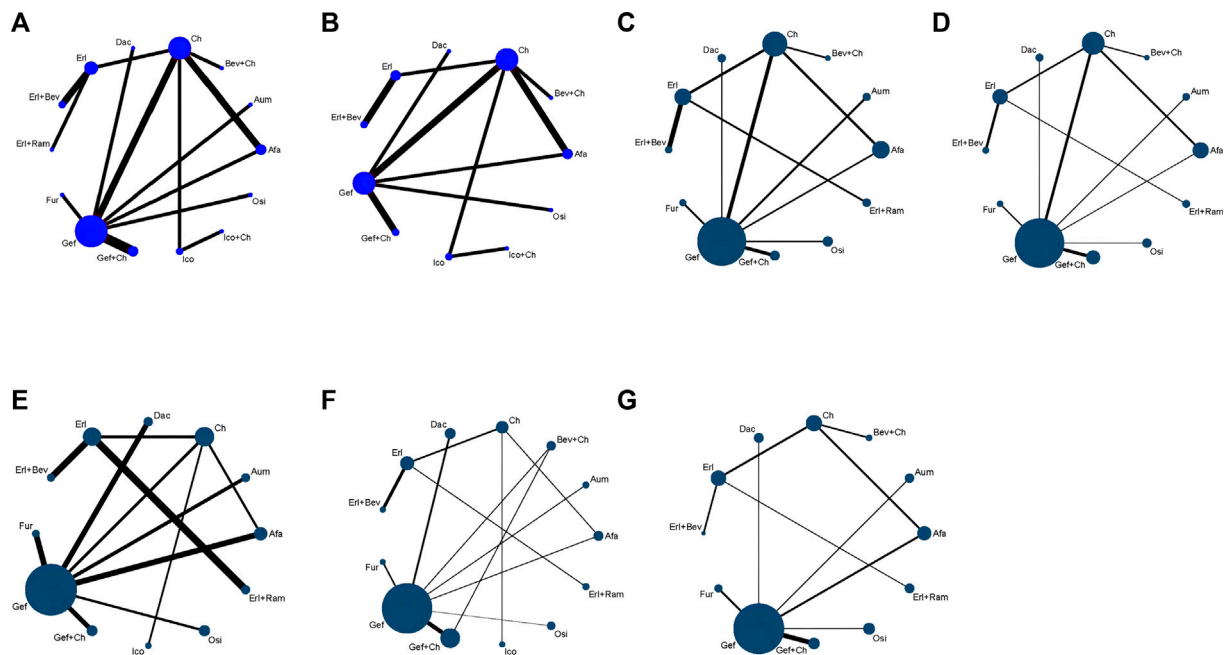 A
Dac
Ch
Erl
Bev+Ch
Erl+Bev
Aum
Erl+Ram
Afa
Fur
Osi
Gef
Ico+Ch
Gef+Ch
Ico
B
Dac
Ch
Erl
Bev+Ch
Erl+Bev
Afa
Gef
Osi
Gef+Ch
Ico+Ch
Ico
C
Ch
Dac
Bev+Ch
Erl
Aum
Erl+Bev
Afa
Fur
Erl+Ram
Osi
Gef
Gef+Ch
D
Ch
Dac
Bev+Ch
Erl
Aum
Erl+Bev
Afa
Fur
Erl+Ram
Osi
Gef
Gef+Ch
E
Dac
Erl
Ch
Erl+Bev
Aum
Fur
Afa
Erl+Ram
Gef
Gef+Ch
Osi
Ico
F
Dac
Ch
Bev+Ch
Erl
Aum
Erl+Bev
Afa
Fur
Erl+Ram
Gef
Osi
Gef+Ch
Ico
G
Ch
Dac
Bev+Ch
Erl
Aum
Erl+Bev
Afa
Fur
Erl+Ram
Osi
Gef
Gef+Ch